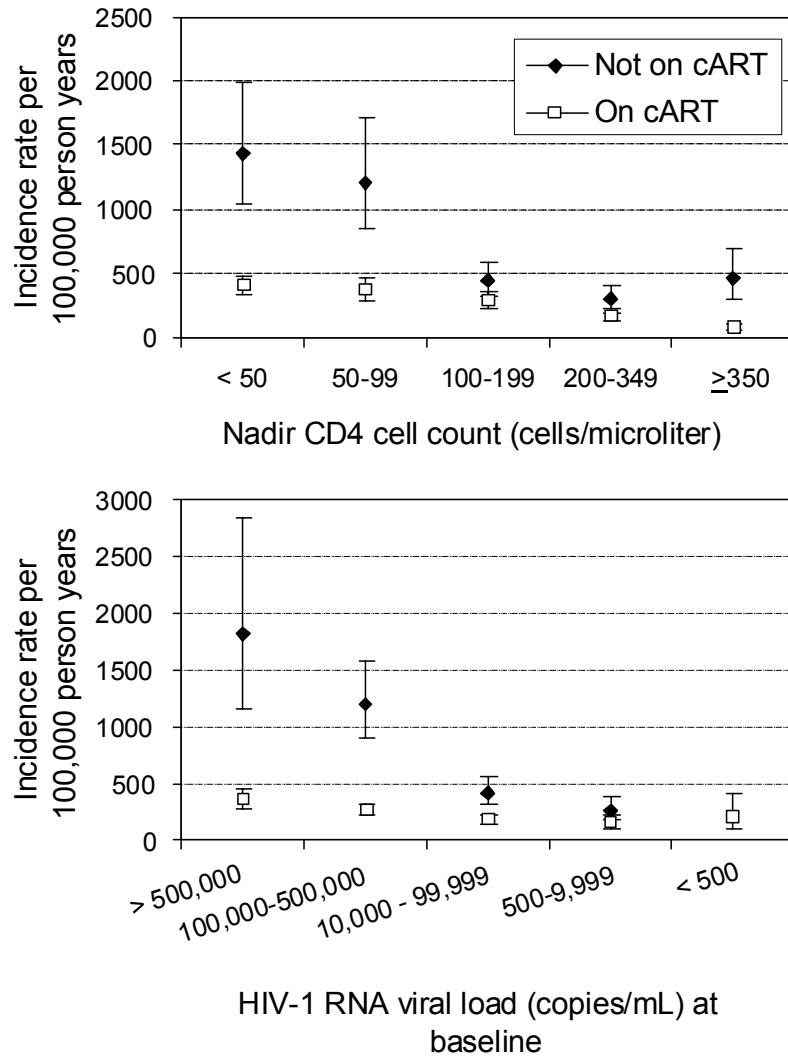 2500
2000
1500
1000
500
0
Incidence rate per
100,000 person years
Not on cART
On cART
< 50
50-99
100-199
200-349
≥350
Nadir CD4 cell count (cells/microliter)
3000
2500
2000
1500
1000
500
0
Incidence rate per
100,000 person years
> 500,000
100,000-500,000
10,000 - 99,999
500-9,999
< 500
HIV-1 RNA viral load (copies/mL) at
baseline